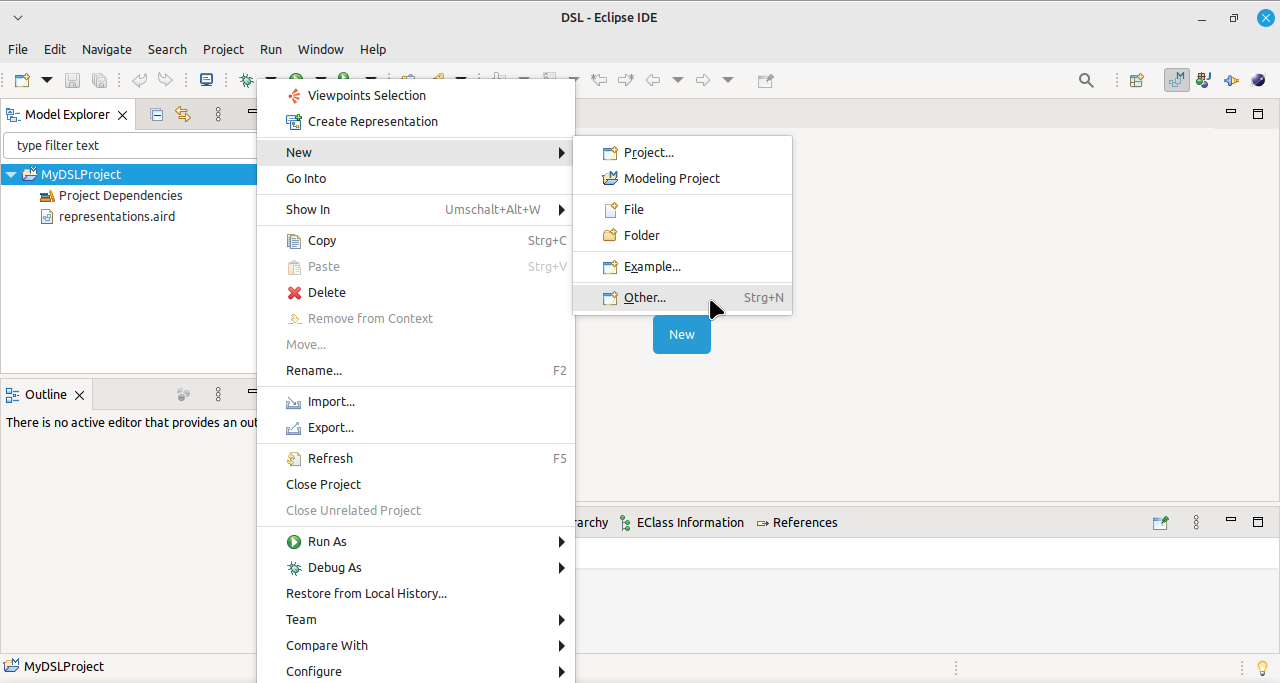 DSL - Eclipse IDE
File Edit Navigate Search Project Run Window Help
Model Explorer
type filter text
MyDSLProject
Project Dependencies
representations.aird
Outline
There is no active editor that provides an
Viewpoints Selection
Create Representation
New
Go Into
Show In Umschalt+Alt+W
Copy Strg+C
Paste Strg+V
Delete
Remove from Context
Move...
Rename... F2
Import...
Export...
Refresh F5
Close Project
Close Unrelated Project
Run As
Debug As
Restore from Local History...
Team
Compare With
Configure
Project...
Modeling Project
File
Folder
Example...
Other... Strg+N
New
EClass Information References
MyDSLProject